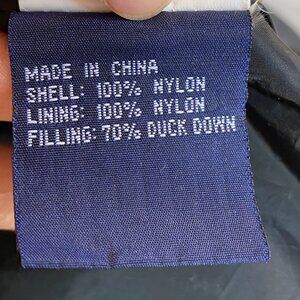 MADE IN CHINA
SHELL: 100% NYLON
LINING: 100% NYLON
FILLING: 70% DUCK DOWN